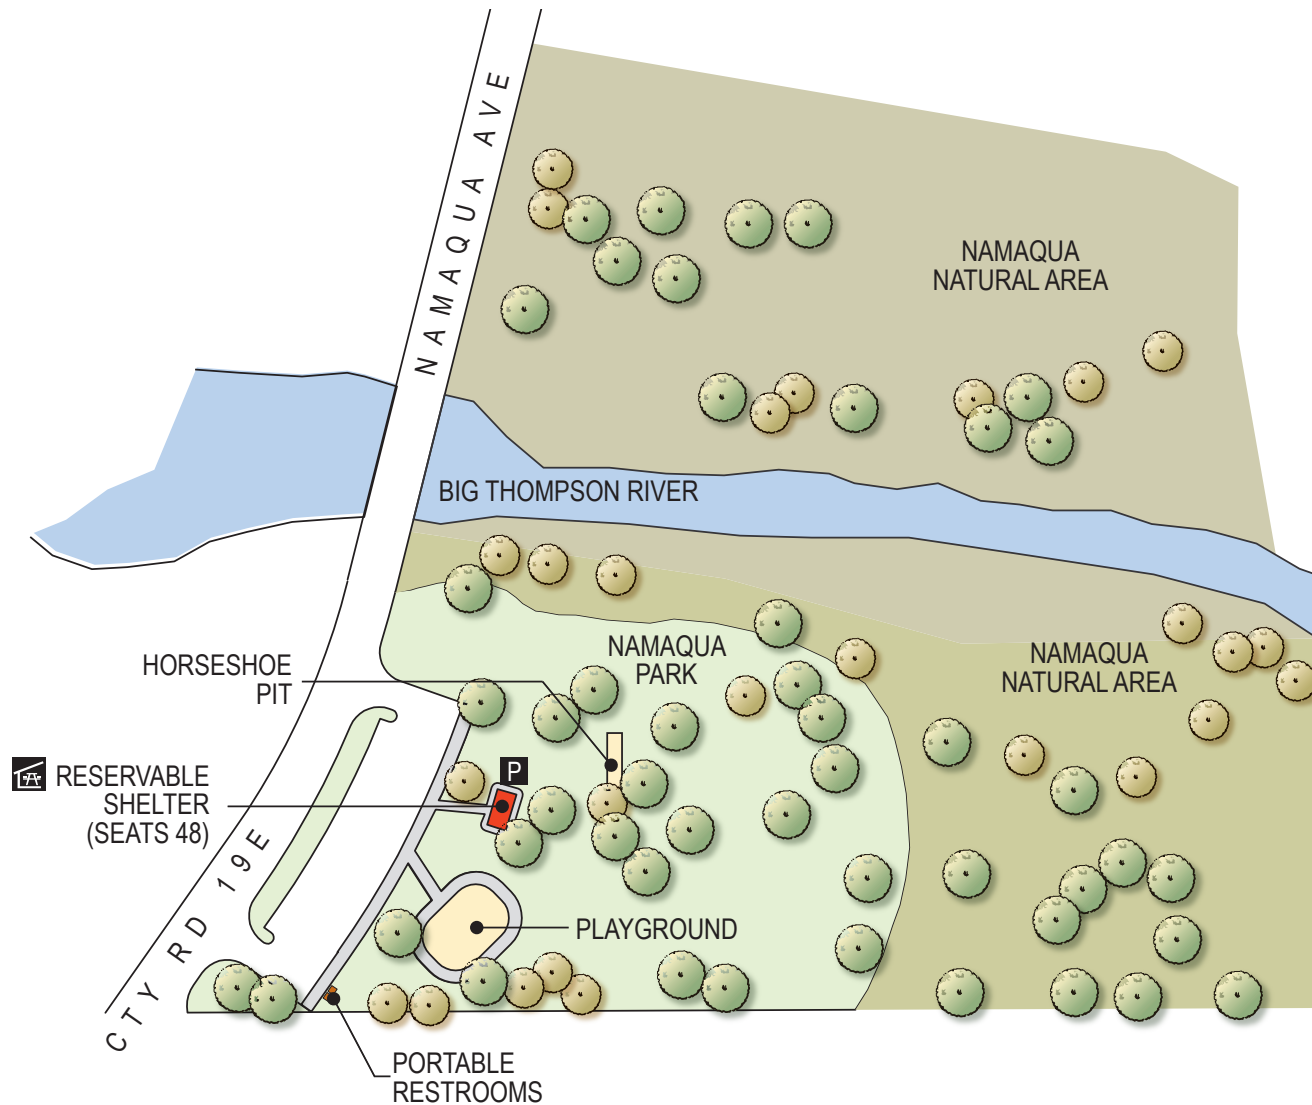 NAMAQUA AVE
NAMAQUA
NATURAL AREA
BIG THOMPSON RIVER
NAMAQUA
PARK
NAMAQUA
NATURAL AREA
HORSESHOE
PIT
P
RESERVABLE
SHELTER
(SEATS 48)
CTY RD 19E
PLAYGROUND
PORTABLE
RESTROOMS